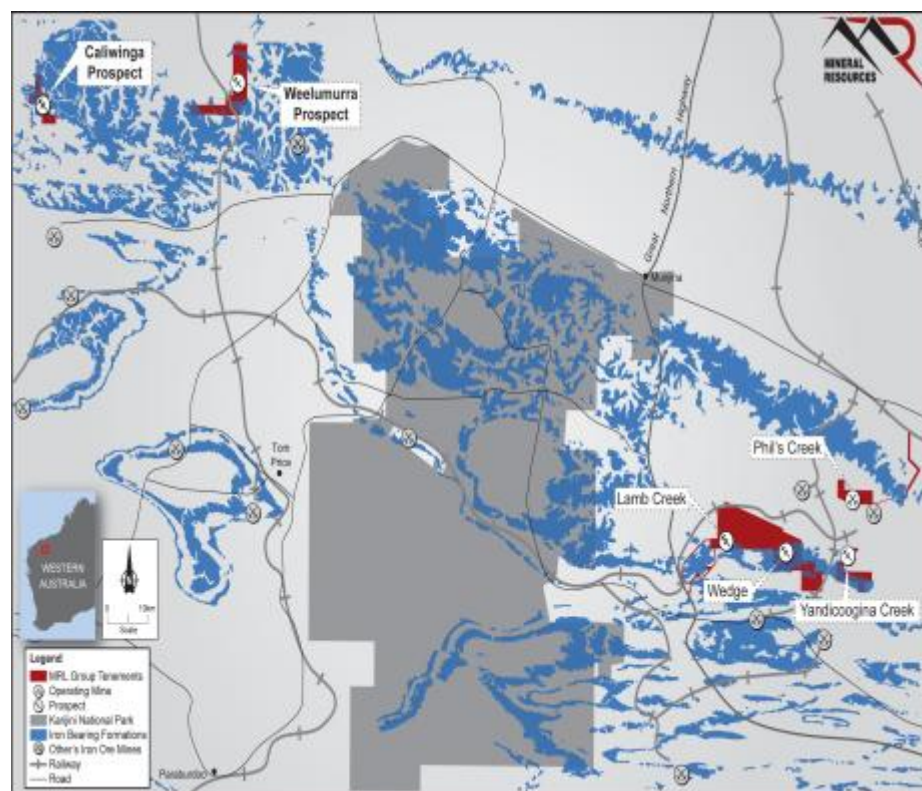 Caliwinga
Prospect
Weelumurra
Prospect
MINERAL
RESOURCES
Great Northern Highway
Munjina
Phil's Creek
Tom
Price
Lamb Creek
Wedge
Yandicoogina Creek
WESTERN
AUSTRALIA
N
0 10km
Scale
Legend
MRL Group Tenements
Operating Mine
Prospect
Karijini National Park
Iron Bearing Formations
Other's Iron Ore Mines
Railway
Road
Paraburdoo